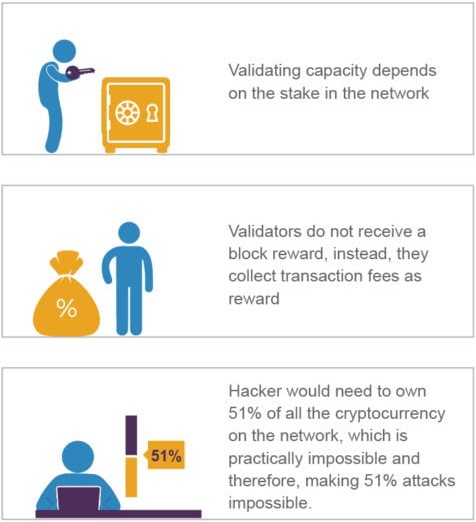 Validating capacity depends
on the stake in the network
Validators do not receive a
block reward, instead, they
collect transaction fees as
reward
%
Hacker would need to own
51% of all the cryptocurrency
on the network, which is
practically impossible and
therefore, making 51% attacks
impossible.
51%